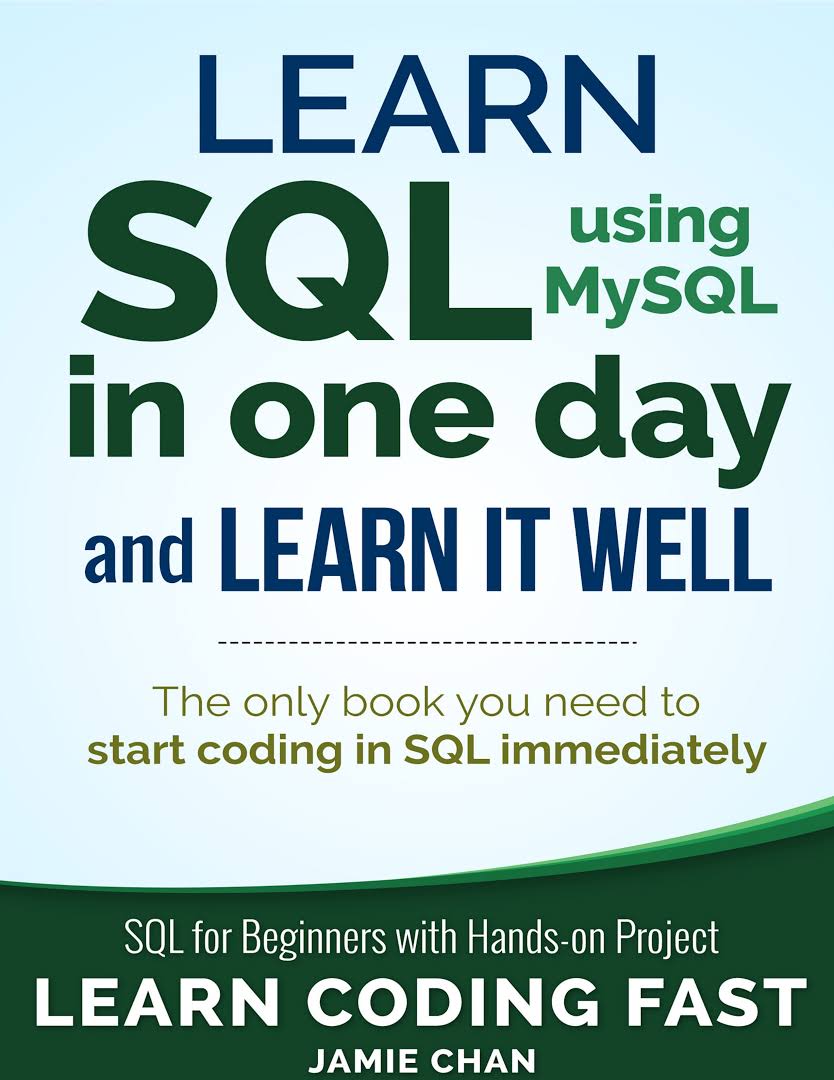 LEARN
SQL using
MySQL
in one day
and LEARN IT WELL
The only book you need to
start coding in SQL immediately
SQL for Beginners with Hands-on Project
LEARN CODING FAST
JAMIE CHAN